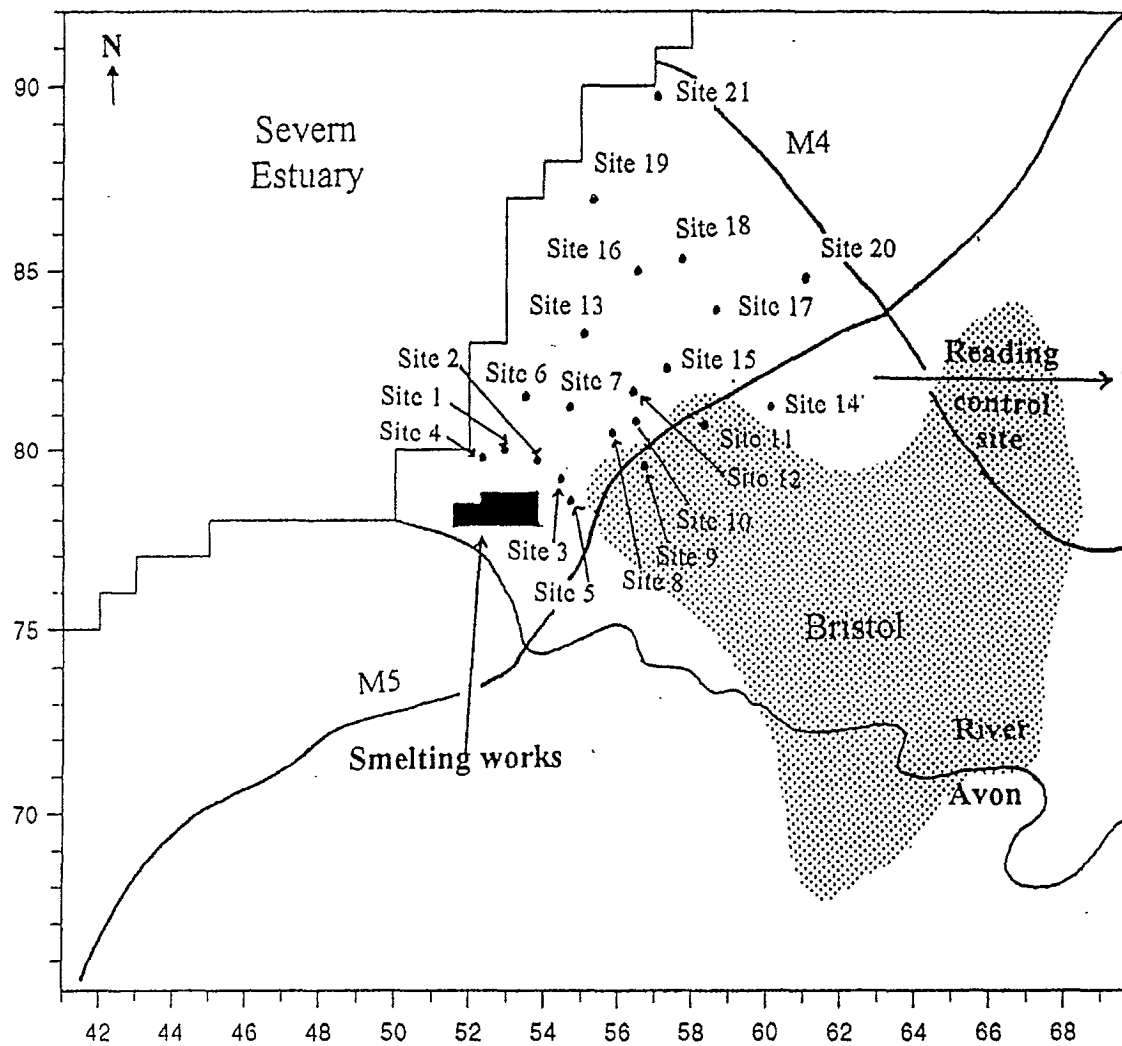 N
90
Site 21
Severn
Estuary
M4
Site 19
Site 18
Site 16
Site 20
85
Site 13
Site 17
Site 2
Site 6
Site 7
Site 15
Reading
Site 1
control
Site 14
site
Site 4
80
Site 11
Site 12
Site 10
Site 3
Site 9
Site 8
Site 5
75
Bristol
M5
River
Smelting works
Avon
70
42 44 46 48 50 52 54 56 58 60 62 64 66 68